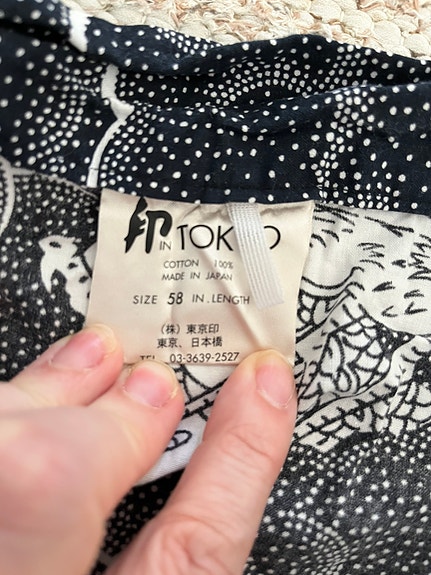 印 IN TOKYO
COTTON 100%
MADE IN JAPAN
SIZE 58 IN. LENGTH
(株) 東京印
東京、日本橋
TEL 03-3639-2527